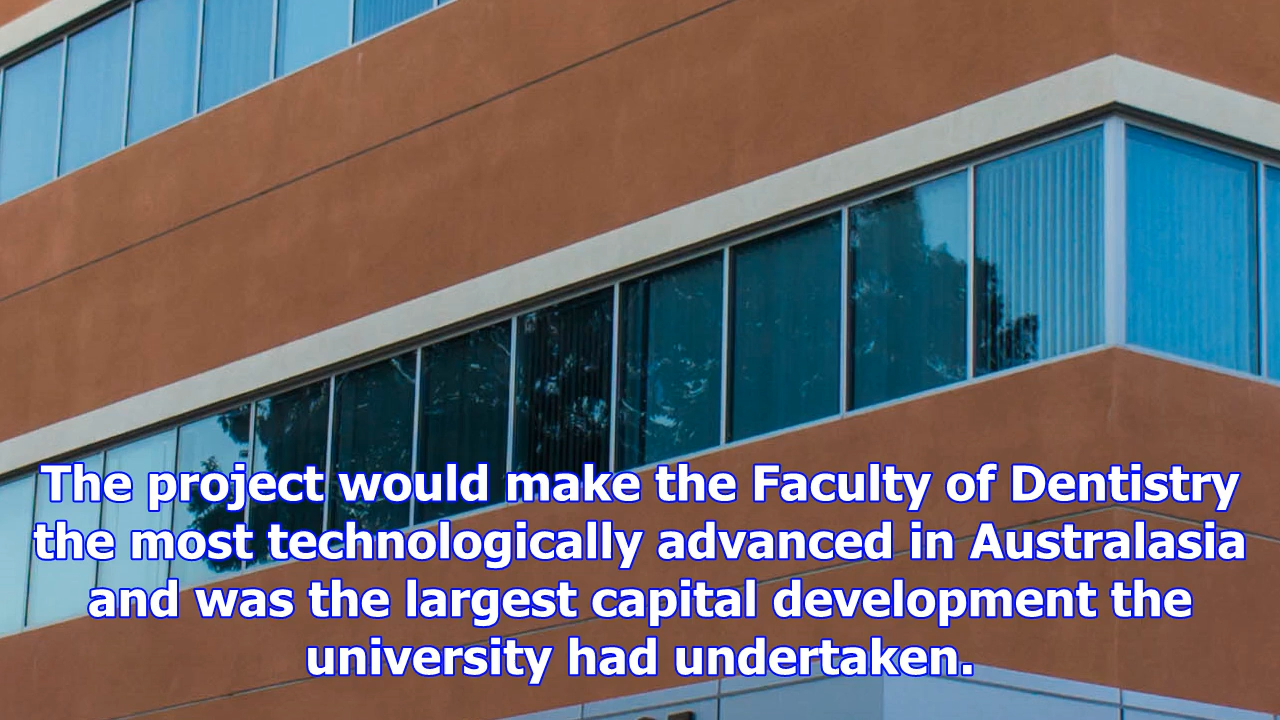 The project would make the Faculty of Dentistry
the most technologically advanced in Australasia
and was the largest capital development the
university had undertaken.